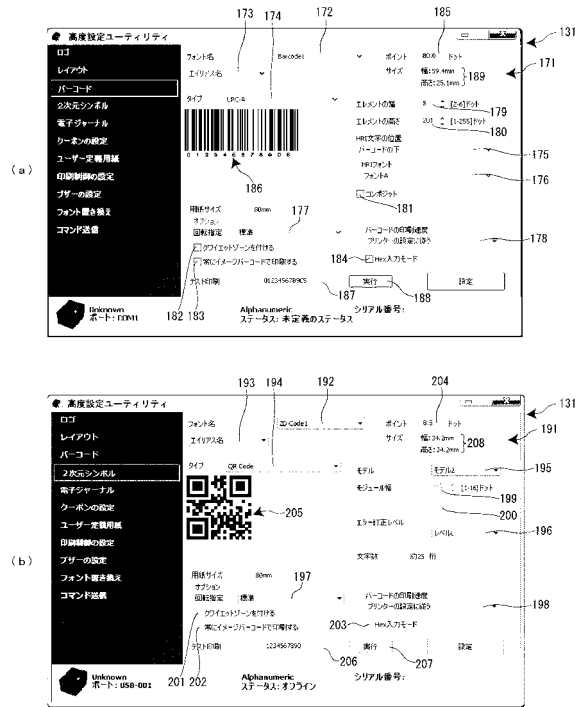 (a)
173 174 172 185 131 171
高度設定ユーティリティ
ロゴ
レイアウト
バーコード
2次元シンボル
電子ジャーナル
クーポンの設定
ユーザー定義用紙
印刷制御の設定
ブザーの設定
フォント置き換え
コマンド送信
フォント名 Barcode1 ポイント 80.0 ドット
エイリアス名 サイズ 幅:59.4mm 189
高さ:25.1mm
タイプ UPC-A
エレメントの幅 [2-6]ドット 179
エレメントの高さ 201 [1-255]ドット 180
HRI文字の位置
バーコードの下 175
HRIフォント
フォントA 176
186
コンポジット
181
用紙サイズ 80mm 177
オプション
回転指定 標準
バーコードの印刷速度
プリンターの設定に従う 178
クワイエットゾーンを付ける
184 Hex入力モード
常にイメージバーコードで印刷する
テスト印刷 012345678905 187 実行 188 設定
182 183
Unknown
ポート: COM1
Alphanumeric
ステータス: 未定義のステータス
シリアル番号:
(b)
193 194 192 204 131 191
高度設定ユーティリティ
ロゴ
レイアウト
バーコード
2次元シンボル
電子ジャーナル
クーポンの設定
ユーザー定義用紙
印刷制御の設定
ブザーの設定
フォント置き換え
コマンド送信
フォント名 2D-Code1 ポイント 8.5 ドット
エイリアス名 サイズ 幅:34.2mm 208
高さ:34.2mm
タイプ QR Code モデル モデル2 195
モジュール幅 [1-16]ドット
199
200
205
エラー訂正レベル
レベルL 196
文字数 約25 桁
用紙サイズ 80mm 197
オプション
回転指定 標準
バーコードの印刷速度
プリンターの設定に従う 198
クワイエットゾーンを付ける
203 Hex入力モード
常にイメージバーコードで印刷する
テスト印刷 1234567890 206 実行 207 設定
201 202
Unknown
ポート: USB-001
Alphanumeric
ステータス: オフライン
シリアル番号: